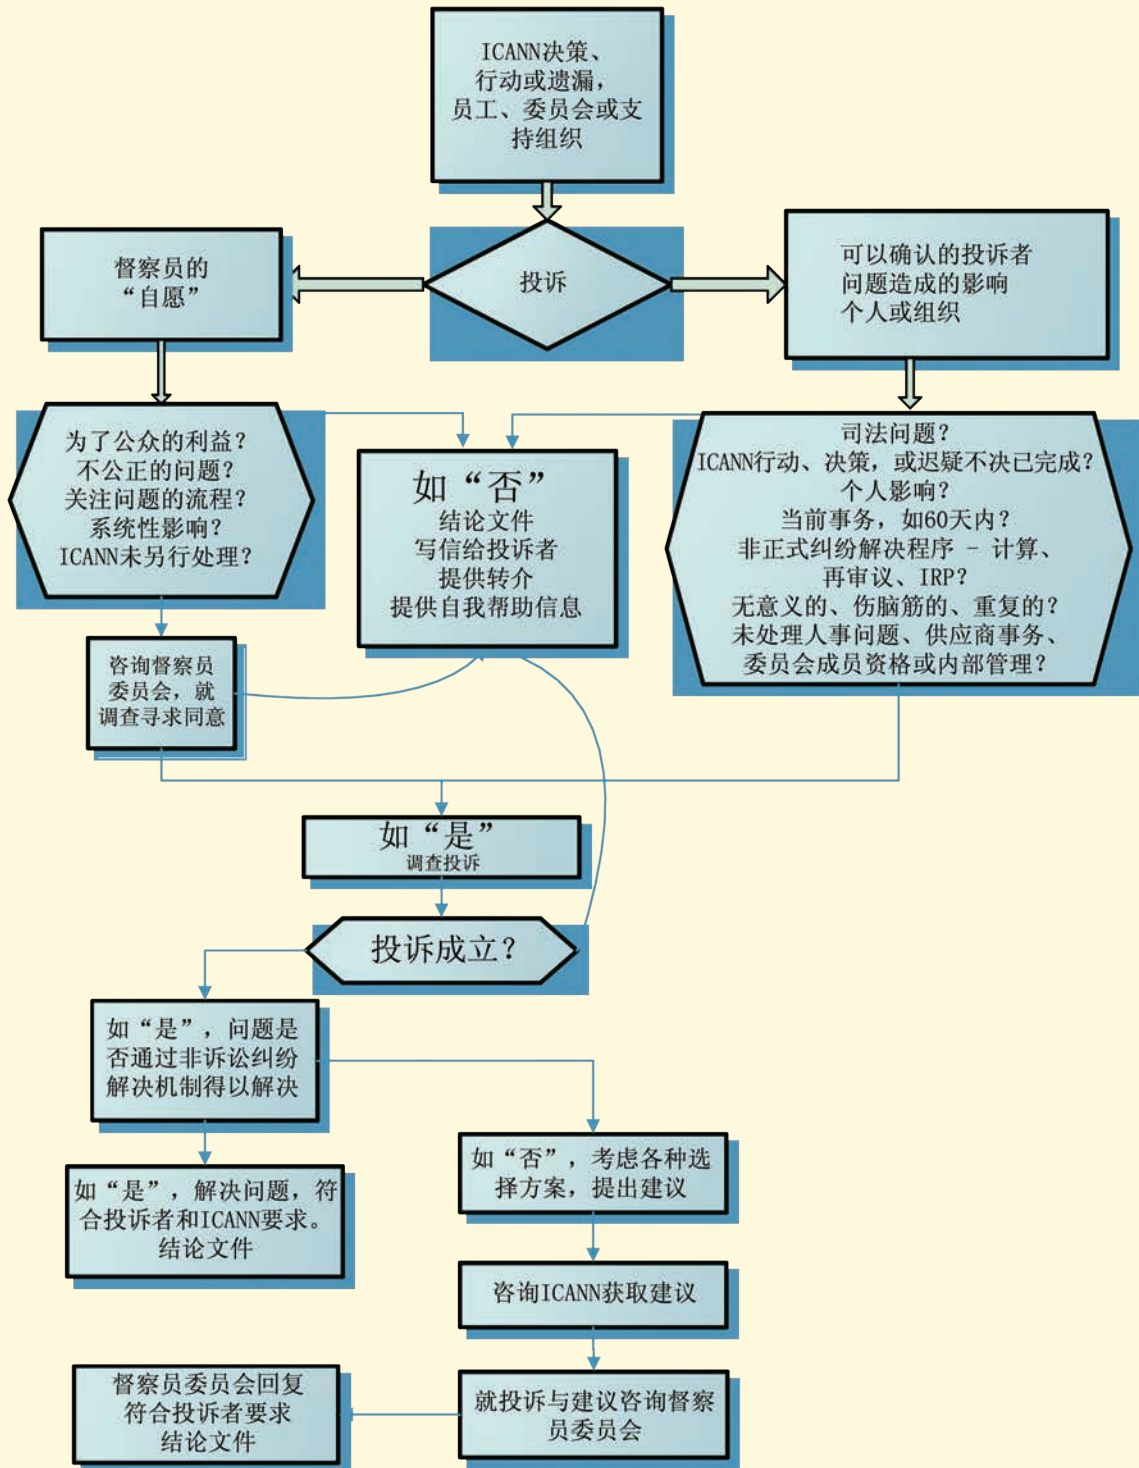 ICANN决策、
行动或遗漏，
员工、委员会或支
持组织
督察员的
“自愿”
投诉
可以确认的投诉者
问题造成的影响
个人或组织
为了公众的利益？
不公正的问题？
关注问题的流程？
系统性影响？
ICANN未另行处理？
如“否”
结论文件
写信给投诉者
提供转介
提供自我帮助信息
司法问题？
ICANN行动、决策，或迟疑不决已完成？
个人影响？
当前事务，如60天内？
非正式纠纷解决程序 - 计算、
再审议、IRP？
无意义的、伤脑筋的、重复的？
未处理人事问题、供应商事务、
委员会成员资格或内部管理？
咨询督察员
委员会，就
调查寻求同意
如“是”
调查投诉
投诉成立？
如“是”，问题是
否通过非诉讼纠纷
解决机制得以解决
如“是”，解决问题，符
合投诉者和ICANN要求。
结论文件
如“否”，考虑各种选
择方案，提出建议
咨询ICANN获取建议
就投诉与建议咨询督察
员委员会
督察员委员会回复
符合投诉者要求
结论文件